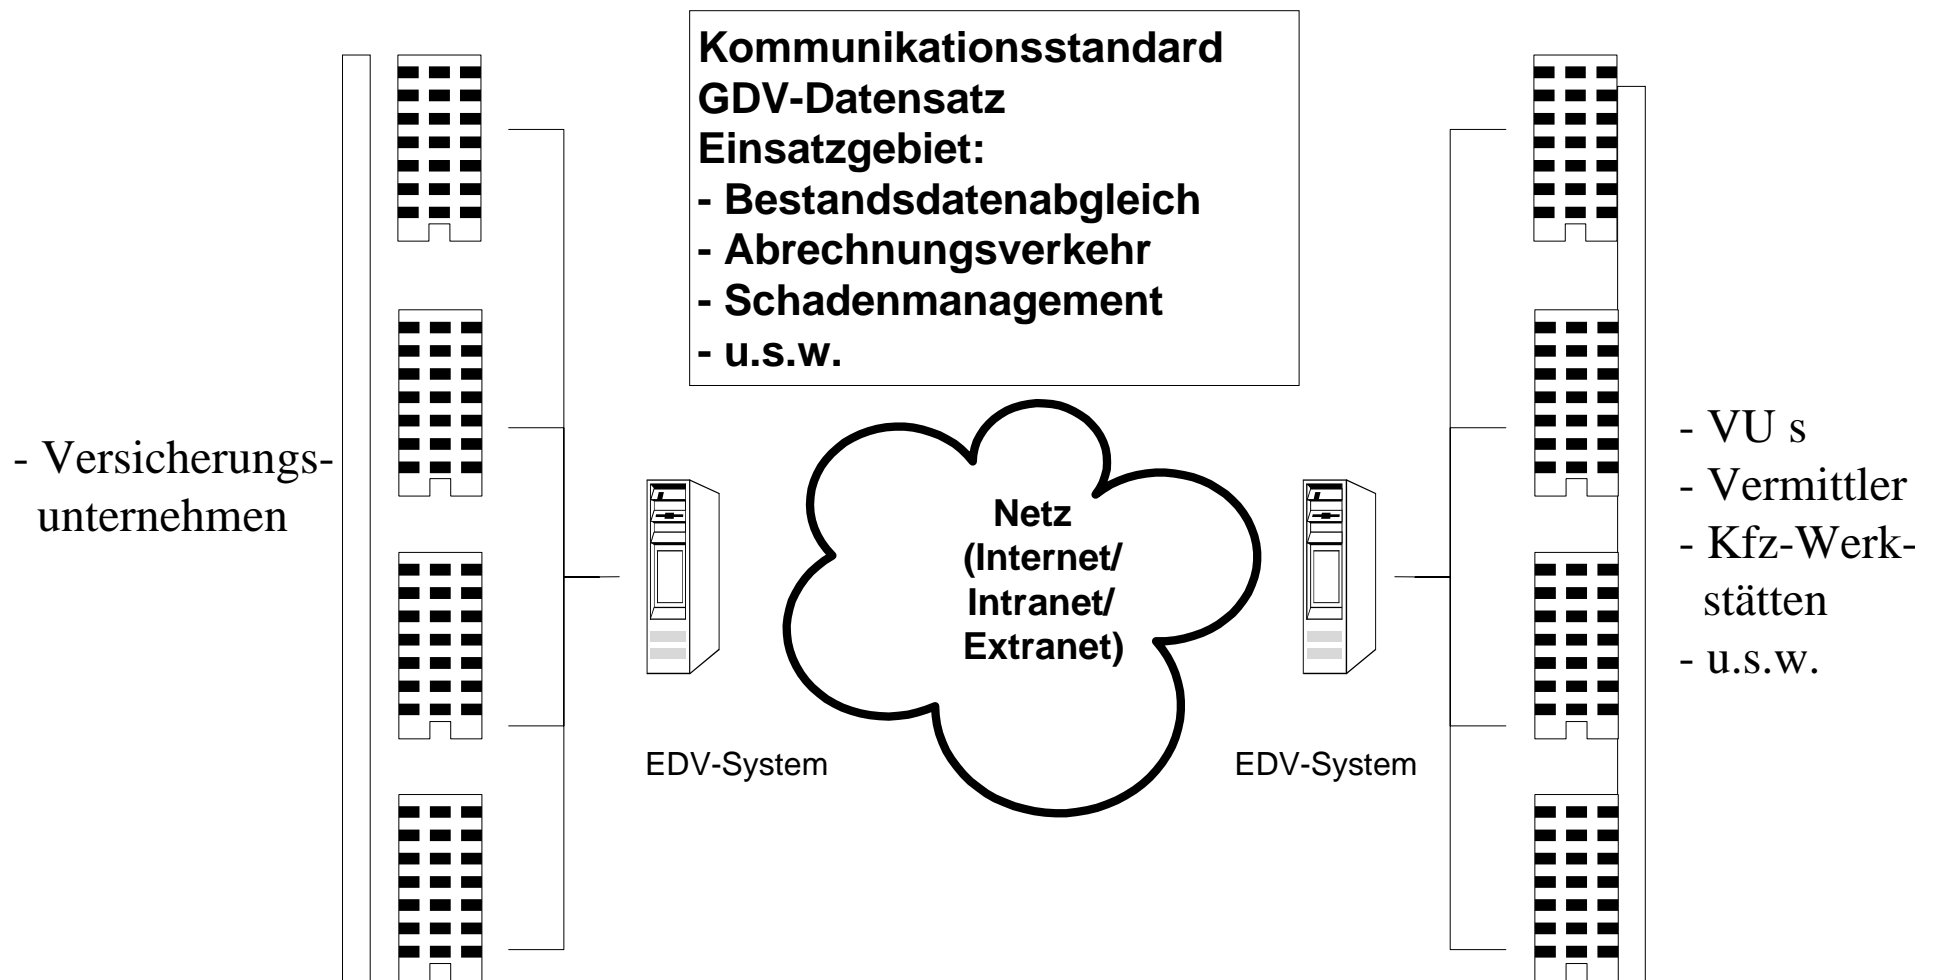 Kommunikationsstandard
GDV-Datensatz
Einsatzgebiet:
- Bestandsdatenabgleich
- Abrechnungsverkehr
- Schadenmanagement
- u.s.w.
- Versicherungs-
unternehmen
Netz
(Internet/
Intranet/
Extranet)
EDV-System
EDV-System
- VU s
- Vermittler
- Kfz-Werk-
stätten
- u.s.w.